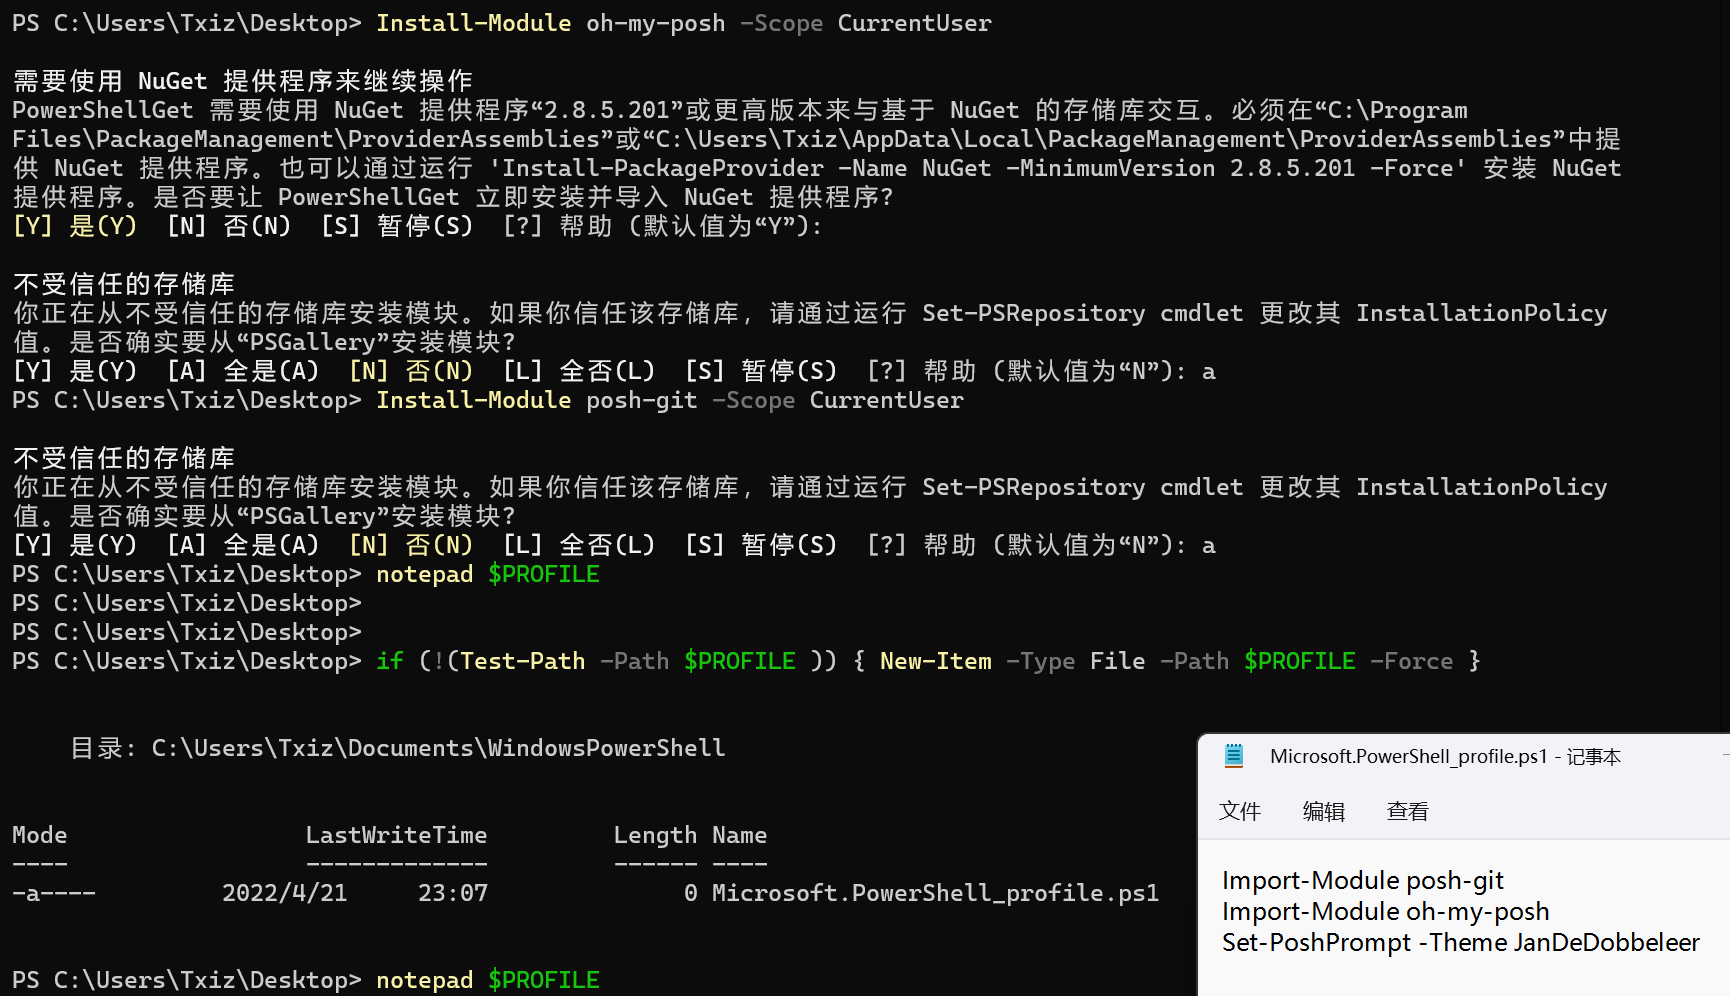 PS C:\Users\Txiz\Desktop> Install-Module oh-my-posh -Scope CurrentUser
需要使用 NuGet 提供程序来继续操作
PowerShellGet 需要使用 NuGet 提供程序“2.8.5.201”或更高版本来与基于 NuGet 的存储库交互。必须在“C:\Program
Files\PackageManagement\ProviderAssemblies”或“C:\Users\Txiz\AppData\Local\PackageManagement\ProviderAssemblies”中提
供 NuGet 提供程序。也可以通过运行 'Install-PackageProvider -Name NuGet -MinimumVersion 2.8.5.201 -Force' 安装 NuGet
提供程序。是否要让 PowerShellGet 立即安装并导入 NuGet 提供程序?
[Y] 是(Y)  [N] 否(N)  [S] 暂停(S)  [?] 帮助 (默认值为“Y”):
不受信任的存储库
你正在从不受信任的存储库安装模块。如果你信任该存储库，请通过运行 Set-PSRepository cmdlet 更改其 InstallationPolicy
值。是否确实要从“PSGallery”安装模块?
[Y] 是(Y)  [A] 全是(A)  [N] 否(N)  [L] 全否(L)  [S] 暂停(S)  [?] 帮助 (默认值为“N”): a
PS C:\Users\Txiz\Desktop> Install-Module posh-git -Scope CurrentUser
不受信任的存储库
你正在从不受信任的存储库安装模块。如果你信任该存储库，请通过运行 Set-PSRepository cmdlet 更改其 InstallationPolicy
值。是否确实要从“PSGallery”安装模块?
[Y] 是(Y)  [A] 全是(A)  [N] 否(N)  [L] 全否(L)  [S] 暂停(S)  [?] 帮助 (默认值为“N”): a
PS C:\Users\Txiz\Desktop> notepad $PROFILE
PS C:\Users\Txiz\Desktop>
PS C:\Users\Txiz\Desktop>
PS C:\Users\Txiz\Desktop> if (!(Test-Path -Path $PROFILE )) { New-Item -Type File -Path $PROFILE -Force }
目录: C:\Users\Txiz\Documents\WindowsPowerShell
Mode                 LastWriteTime         Length Name
----                 -------------         ------ ----
-a----         2022/4/21     23:07              0 Microsoft.PowerShell_profile.ps1
PS C:\Users\Txiz\Desktop> notepad $PROFILE
Microsoft.PowerShell_profile.ps1 - 记事本
文件 编辑 查看
Import-Module posh-git
Import-Module oh-my-posh
Set-PoshPrompt -Theme JanDeDobbeleer